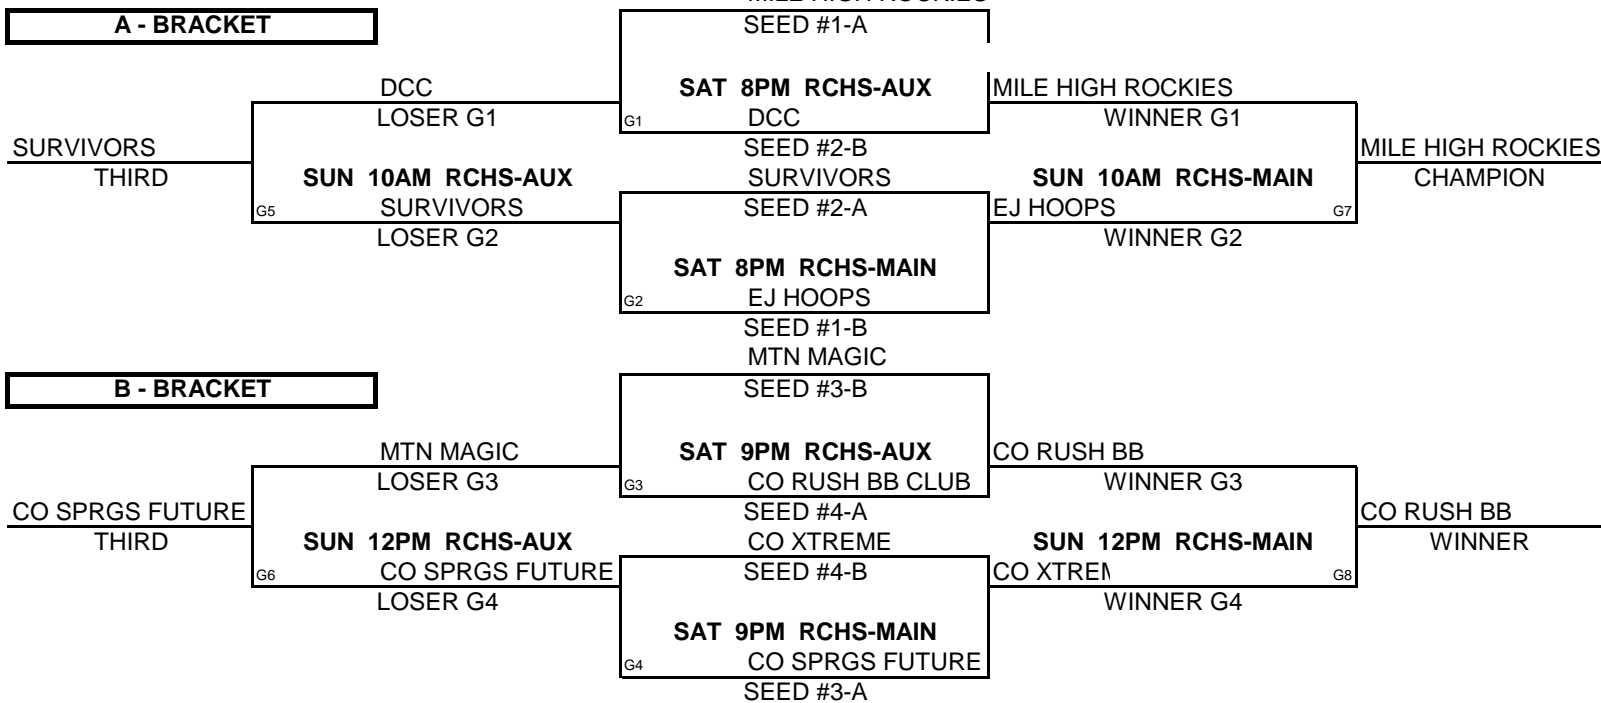 MILE HIGH ROCKIES
A - BRACKET
SEED #1-A
DCC
SAT 8PM RCHS-AUX
MILE HIGH ROCKIES
LOSER G1
G1
DCC
WINNER G1
SURVIVORS
SEED #2-B
MILE HIGH ROCKIES
THIRD
SUN 10AM RCHS-AUX
SURVIVORS
SUN 10AM RCHS-MAIN
CHAMPION
G5
SURVIVORS
SEED #2-A
EJ HOOPS
G7
LOSER G2
WINNER G2
SAT 8PM RCHS-MAIN
G2
EJ HOOPS
SEED #1-B
MTN MAGIC
B - BRACKET
SEED #3-B
MTN MAGIC
SAT 9PM RCHS-AUX
CO RUSH BB
LOSER G3
G3
CO RUSH BB CLUB
WINNER G3
CO SPRGS FUTURE
SEED #4-A
CO RUSH BB
THIRD
SUN 12PM RCHS-AUX
CO XTREME
SUN 12PM RCHS-MAIN
WINNER
G6
CO SPRGS FUTURE
SEED #4-B
CO XTREM
G8
LOSER G4
WINNER G4
SAT 9PM RCHS-MAIN
G4
CO SPRGS FUTURE
SEED #3-A